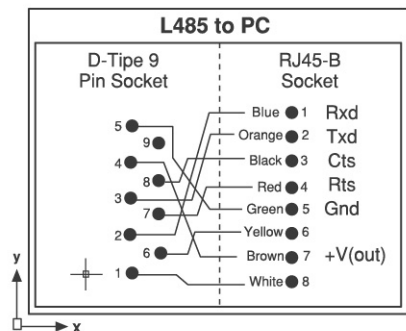 L485 to PC
D-Tipe 9
Pin Socket
RJ45-B
Socket
5
9
4
8
3
7
2
6
1
Blue 1 Rxd
Orange 2 Txd
Black 3 Cts
Red 4 Rts
Green 5 Gnd
Yellow 6
Brown 7 +V(out)
White 8
y
x